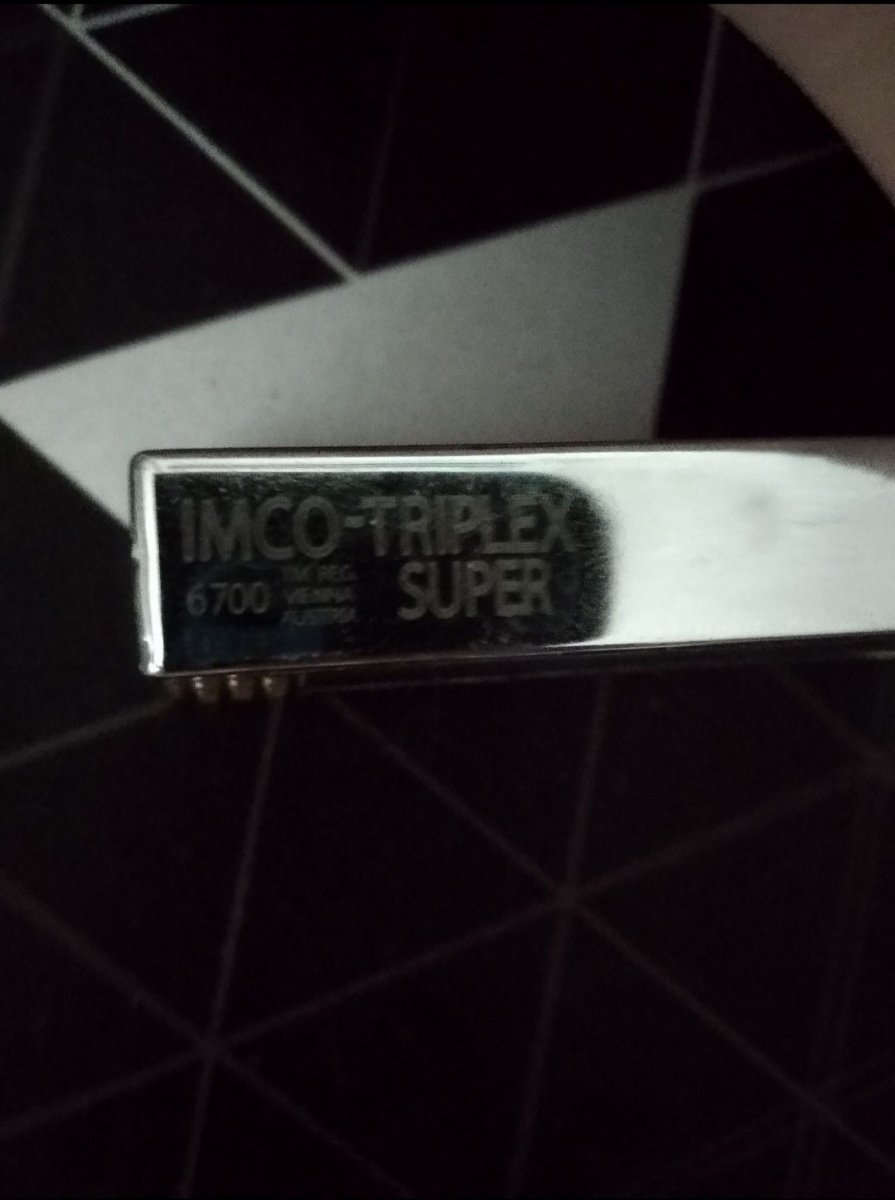 IMCO-TRIPLEX
6700 TM REG. VIENNA AUSTRIA
SUPER